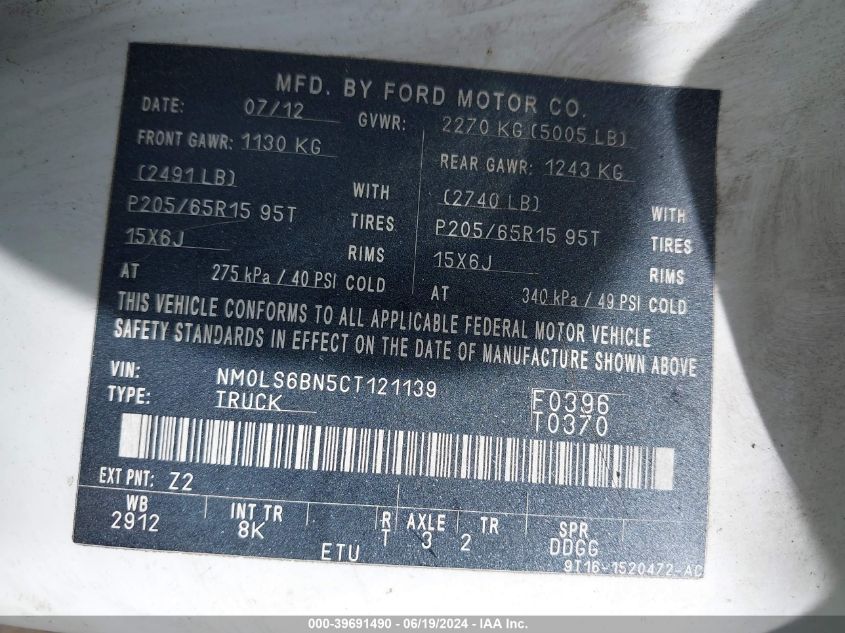 MFD. BY FORD MOTOR CO.
DATE: 07/12 GVWR: 2270 KG (5005 LB)
FRONT GAWR: 1130 KG REAR GAWR: 1243 KG
(2491 LB) WITH (2740 LB) WITH
P205/65R15 95T TIRES P205/65R15 95T TIRES
15X6J RIMS 15X6J RIMS
AT 275 kPa / 40 PSI COLD AT 340 kPa / 49 PSI COLD
THIS VEHICLE CONFORMS TO ALL APPLICABLE FEDERAL MOTOR VEHICLE
SAFETY STANDARDS IN EFFECT ON THE DATE OF MANUFACTURE SHOWN ABOVE
VIN: NM0LS6BN5CT121139 F0396
TYPE: TRUCK T0370
EXT PNT: Z2
WB INT TR R AXLE TR SPR
2912 8K T 3 2 DDGG
ETU
9T16-1520472-AC
000-39691490 - 06/19/2024 - IAA Inc.